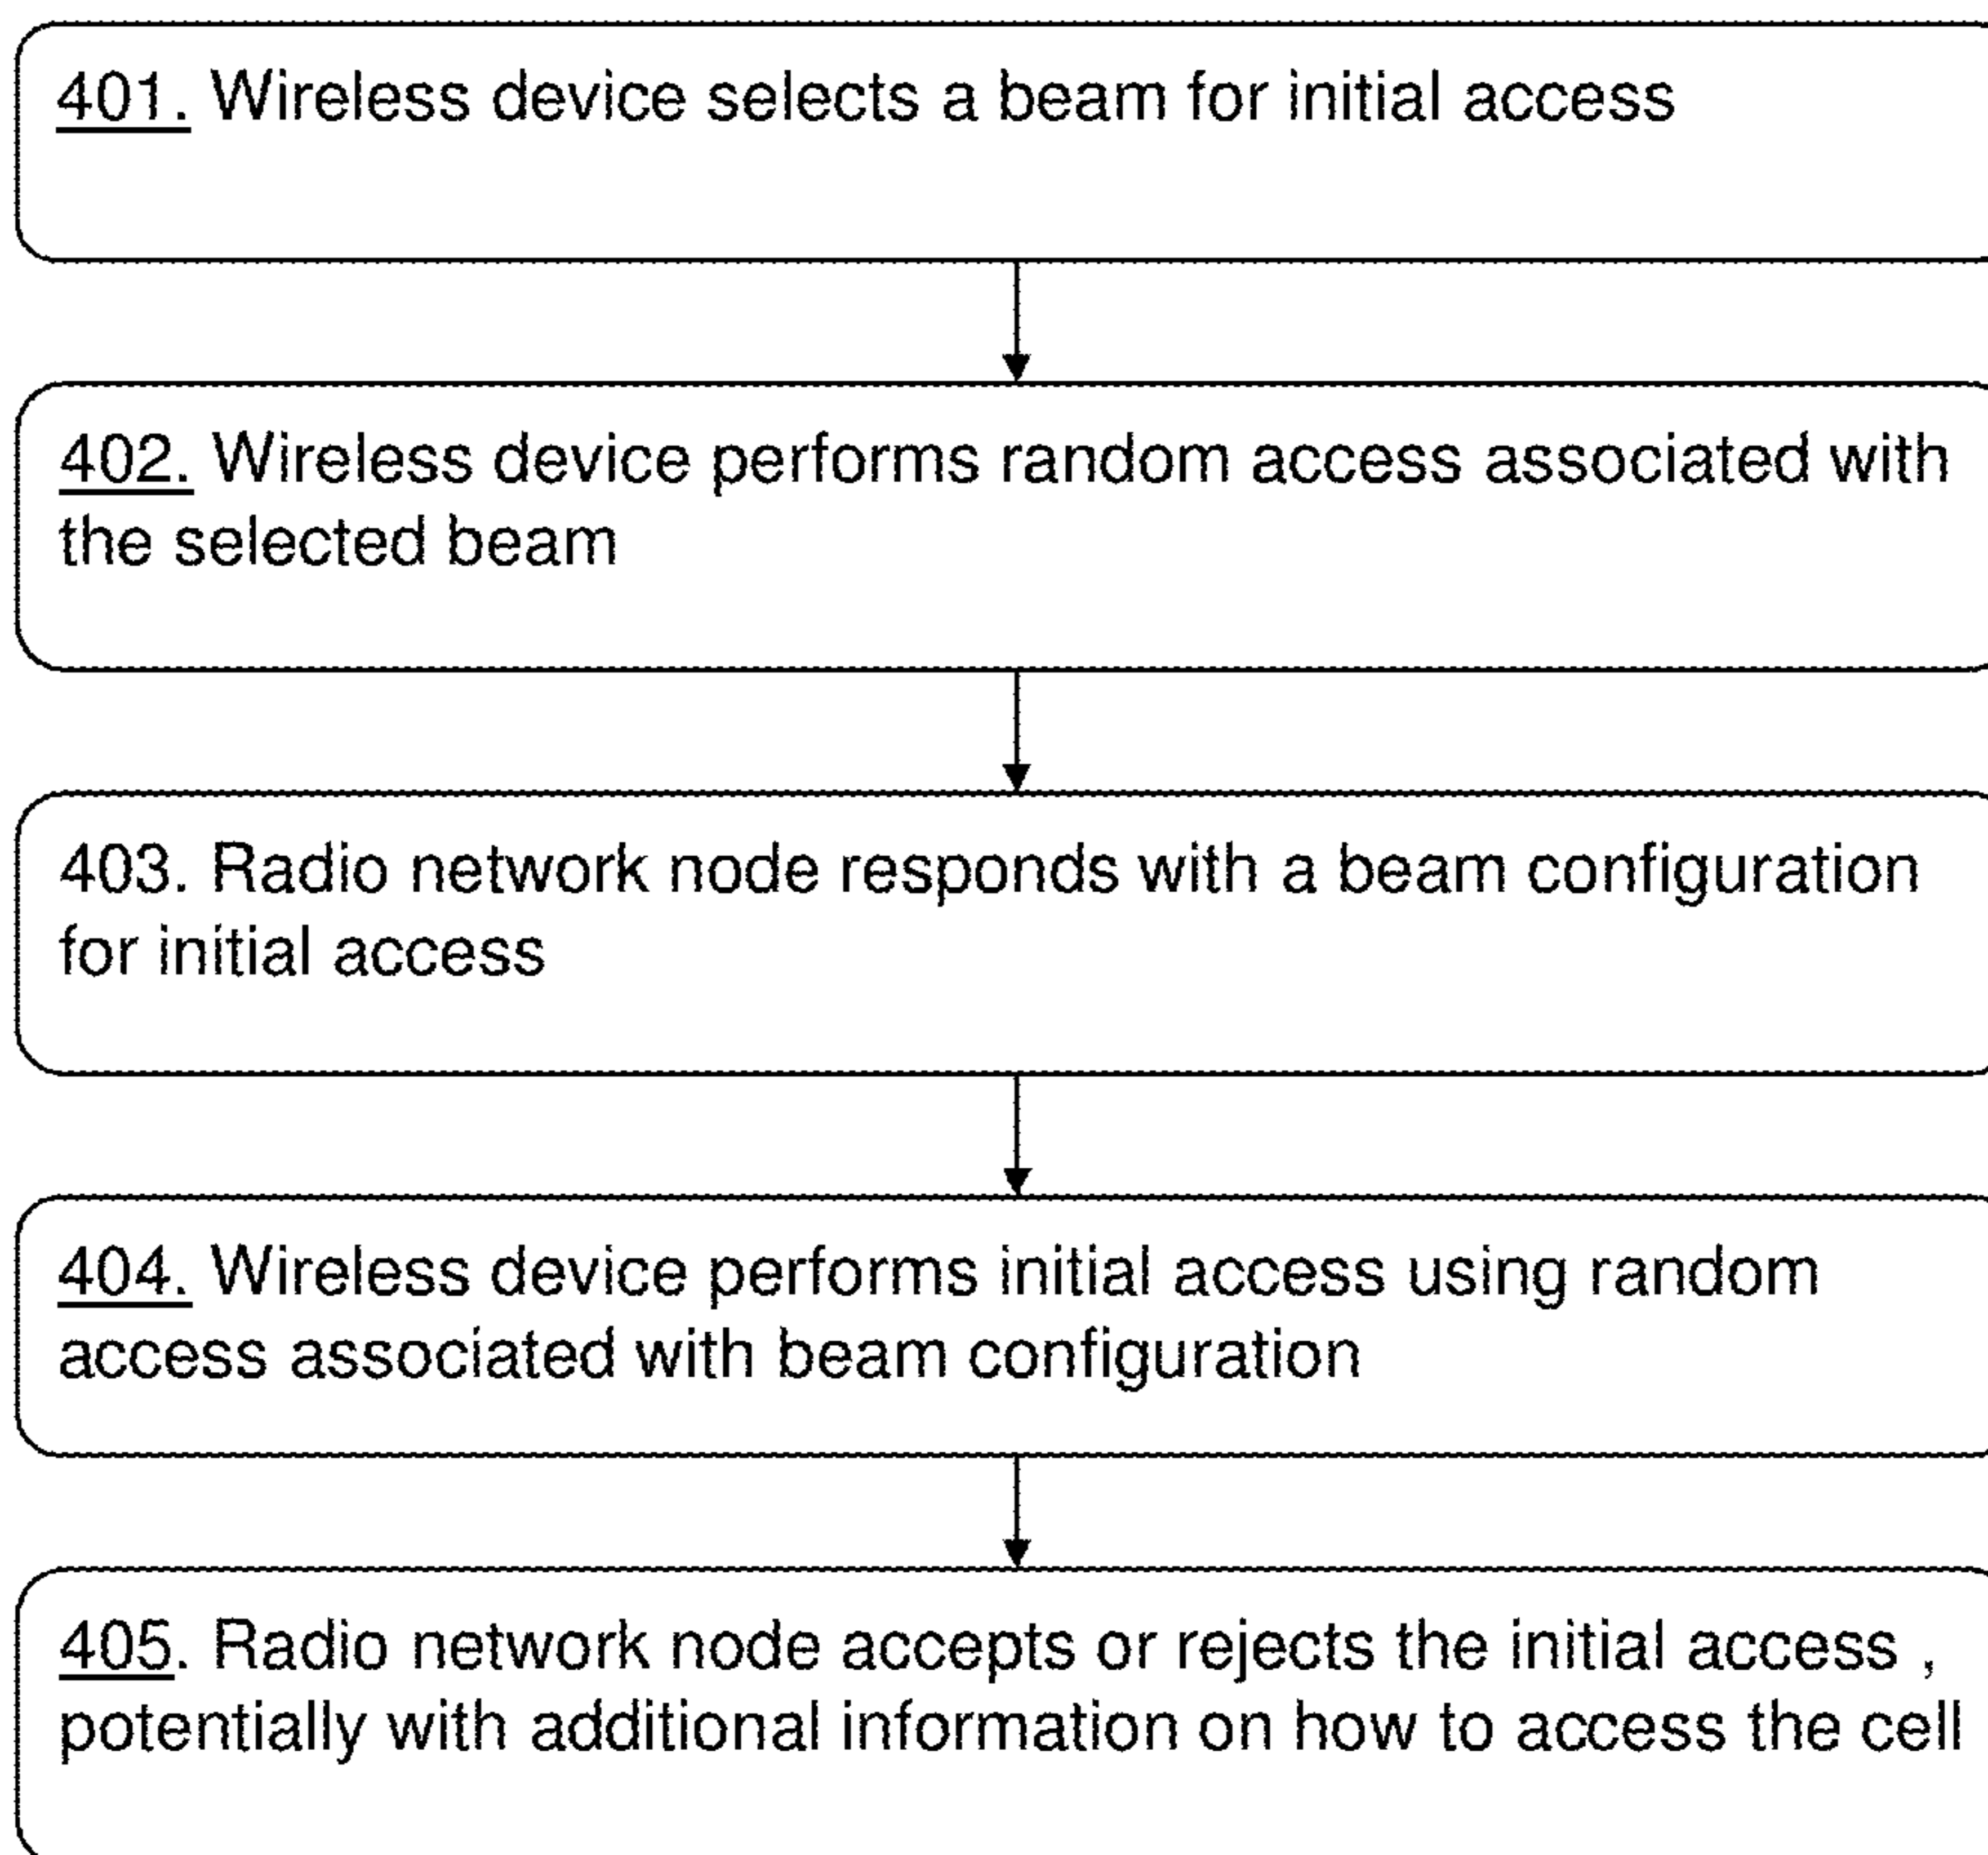 401. Wireless device selects a beam for initial access
402. Wireless device performs random access associated with
the selected beam
403. Radio network node responds with a beam configuration
for initial access
404. Wireless device performs initial access using random
access associated with beam configuration
405. Radio network node accepts or rejects the initial access ,
potentially with additional information on how to access the cell